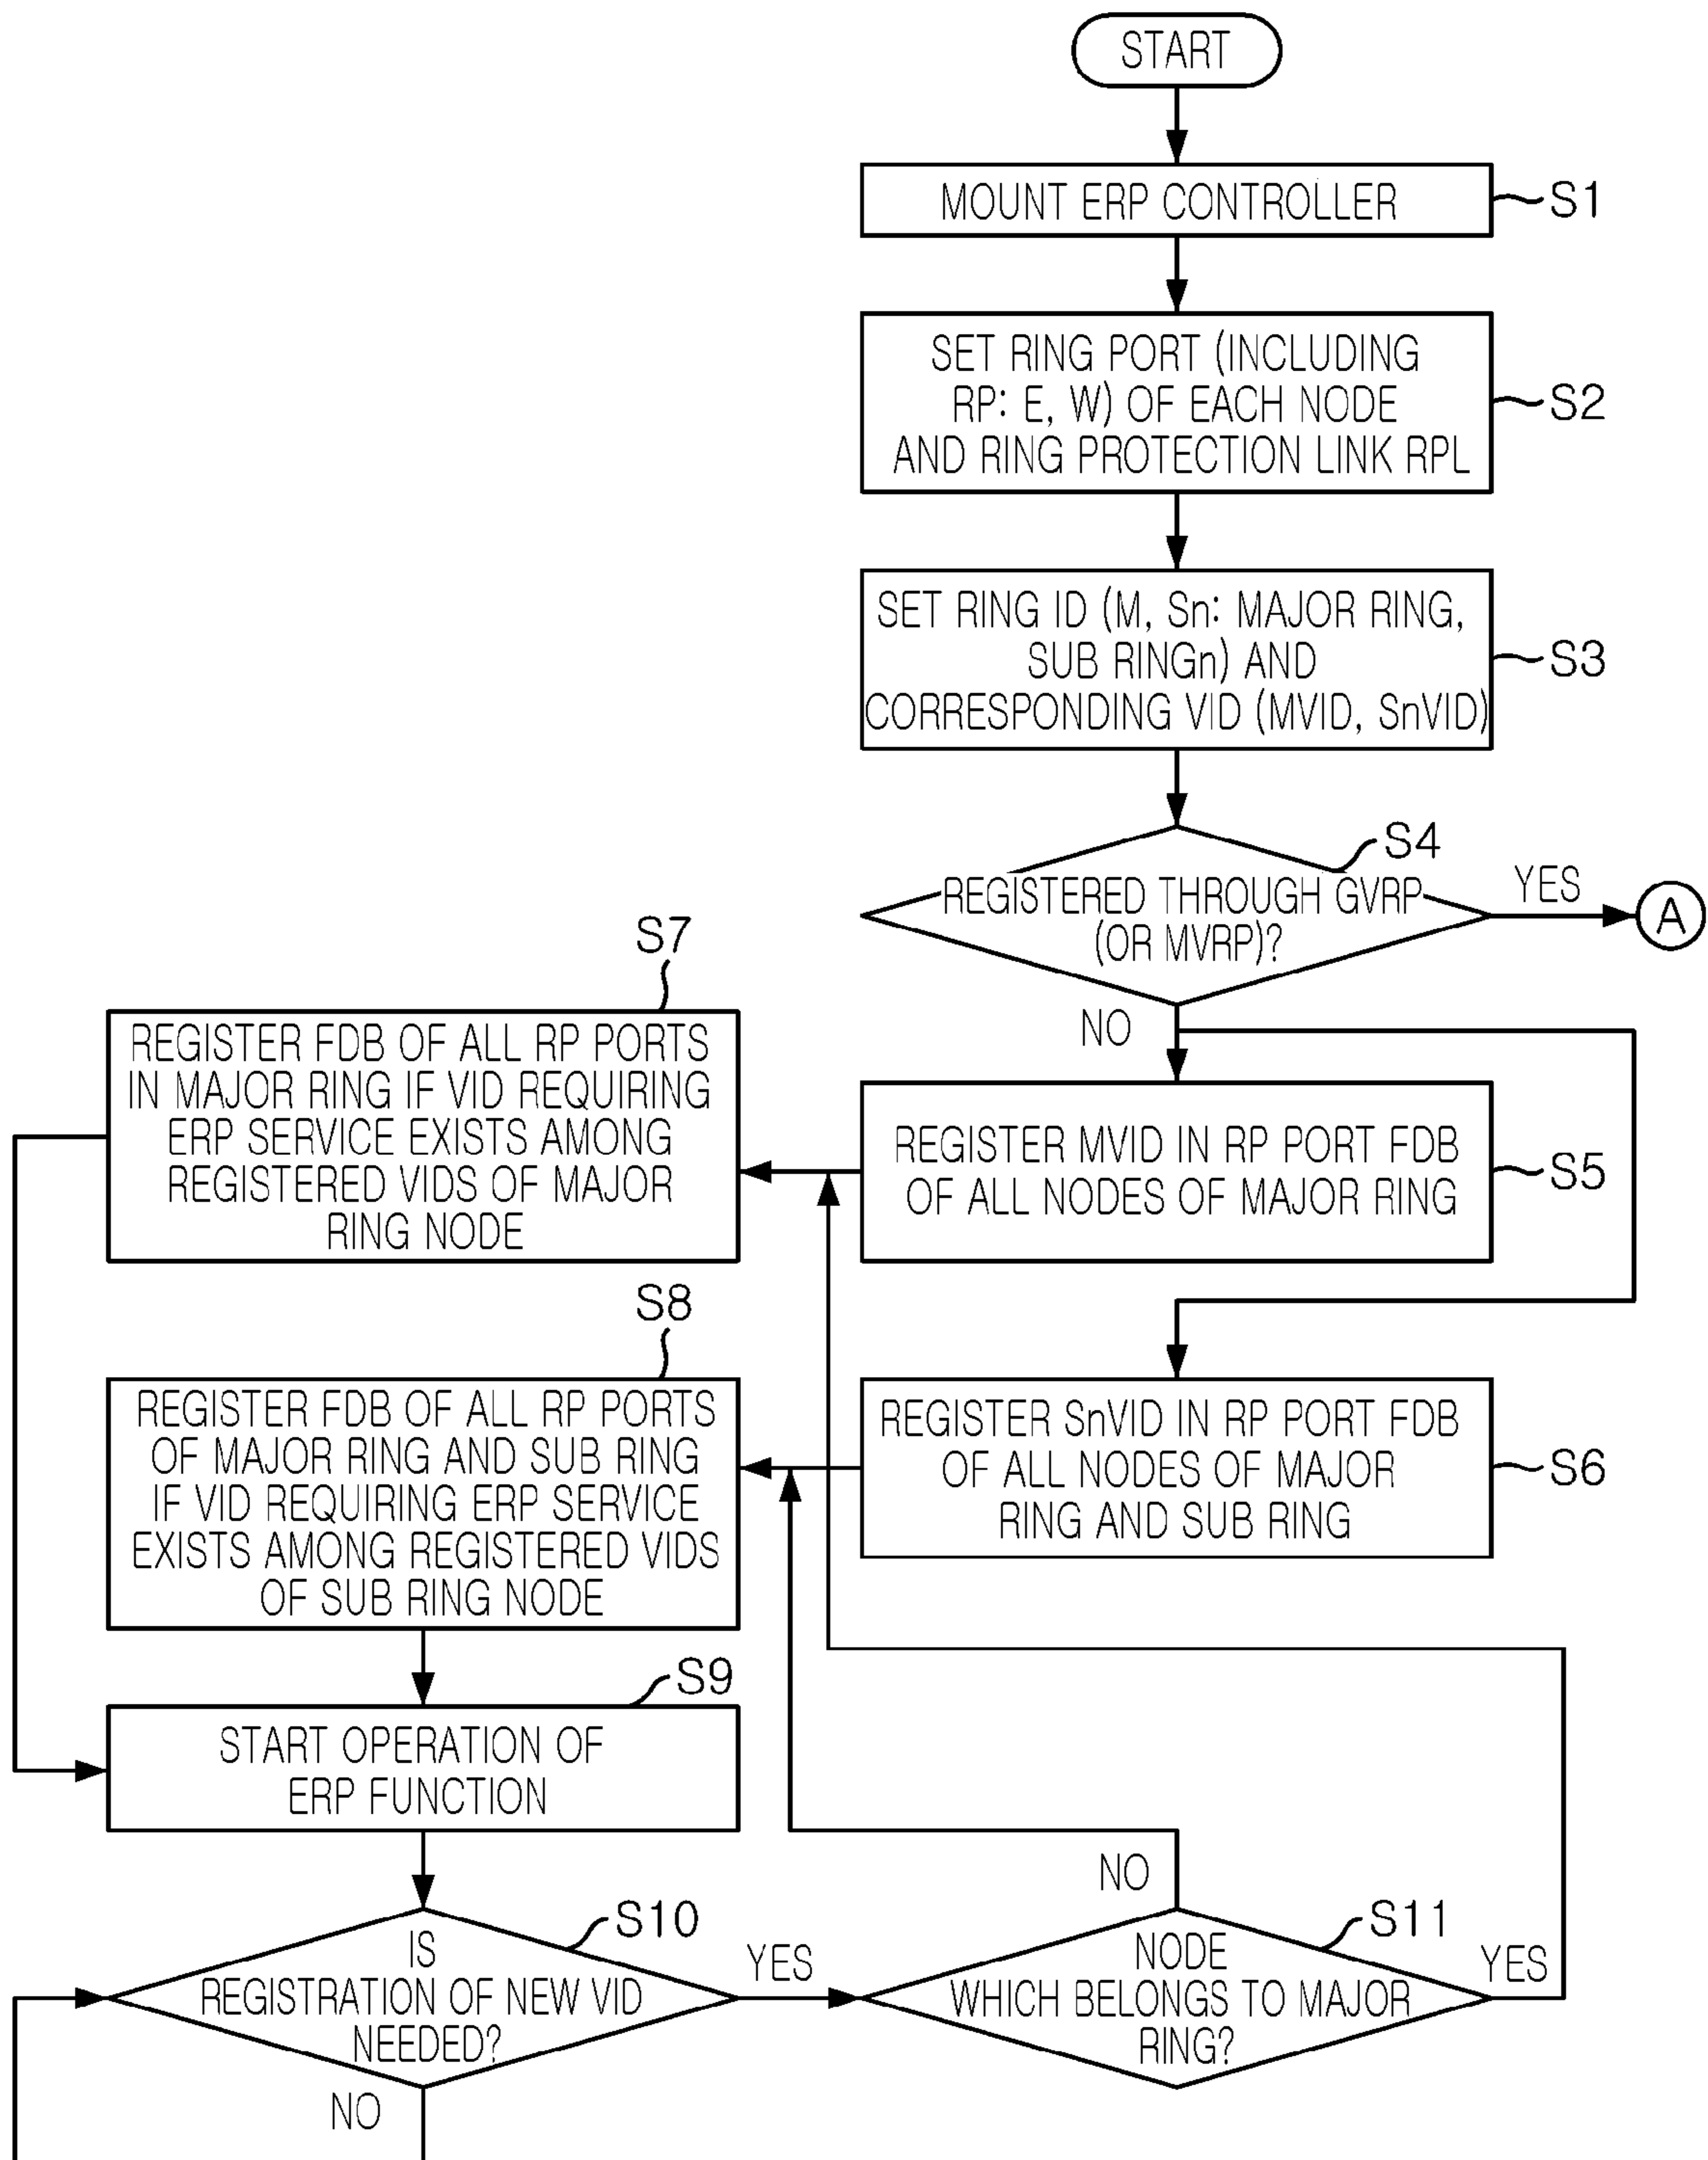 START
MOUNT ERP CONTROLLER
S1
SET RING PORT (INCLUDING
RP: E, W) OF EACH NODE
AND RING PROTECTION LINK RPL
S2
SET RING ID (M, Sn: MAJOR RING,
SUB RINGn) AND
CORRESPONDING VID (MVID, SnVID)
S3
S4
REGISTERED THROUGH GVRP
(OR MVRP)?
YES
A
NO
S7
REGISTER FDB OF ALL RP PORTS
IN MAJOR RING IF VID REQUIRING
ERP SERVICE EXISTS AMONG
REGISTERED VIDS OF MAJOR
RING NODE
REGISTER MVID IN RP PORT FDB
OF ALL NODES OF MAJOR RING
S5
S8
REGISTER FDB OF ALL RP PORTS
OF MAJOR RING AND SUB RING
IF VID REQUIRING ERP SERVICE
EXISTS AMONG REGISTERED VIDS
OF SUB RING NODE
REGISTER SnVID IN RP PORT FDB
OF ALL NODES OF MAJOR
RING AND SUB RING
S6
S9
START OPERATION OF
ERP FUNCTION
S10
IS
REGISTRATION OF NEW VID
NEEDED?
YES
NO
NO
S11
NODE
WHICH BELONGS TO MAJOR
RING?
YES